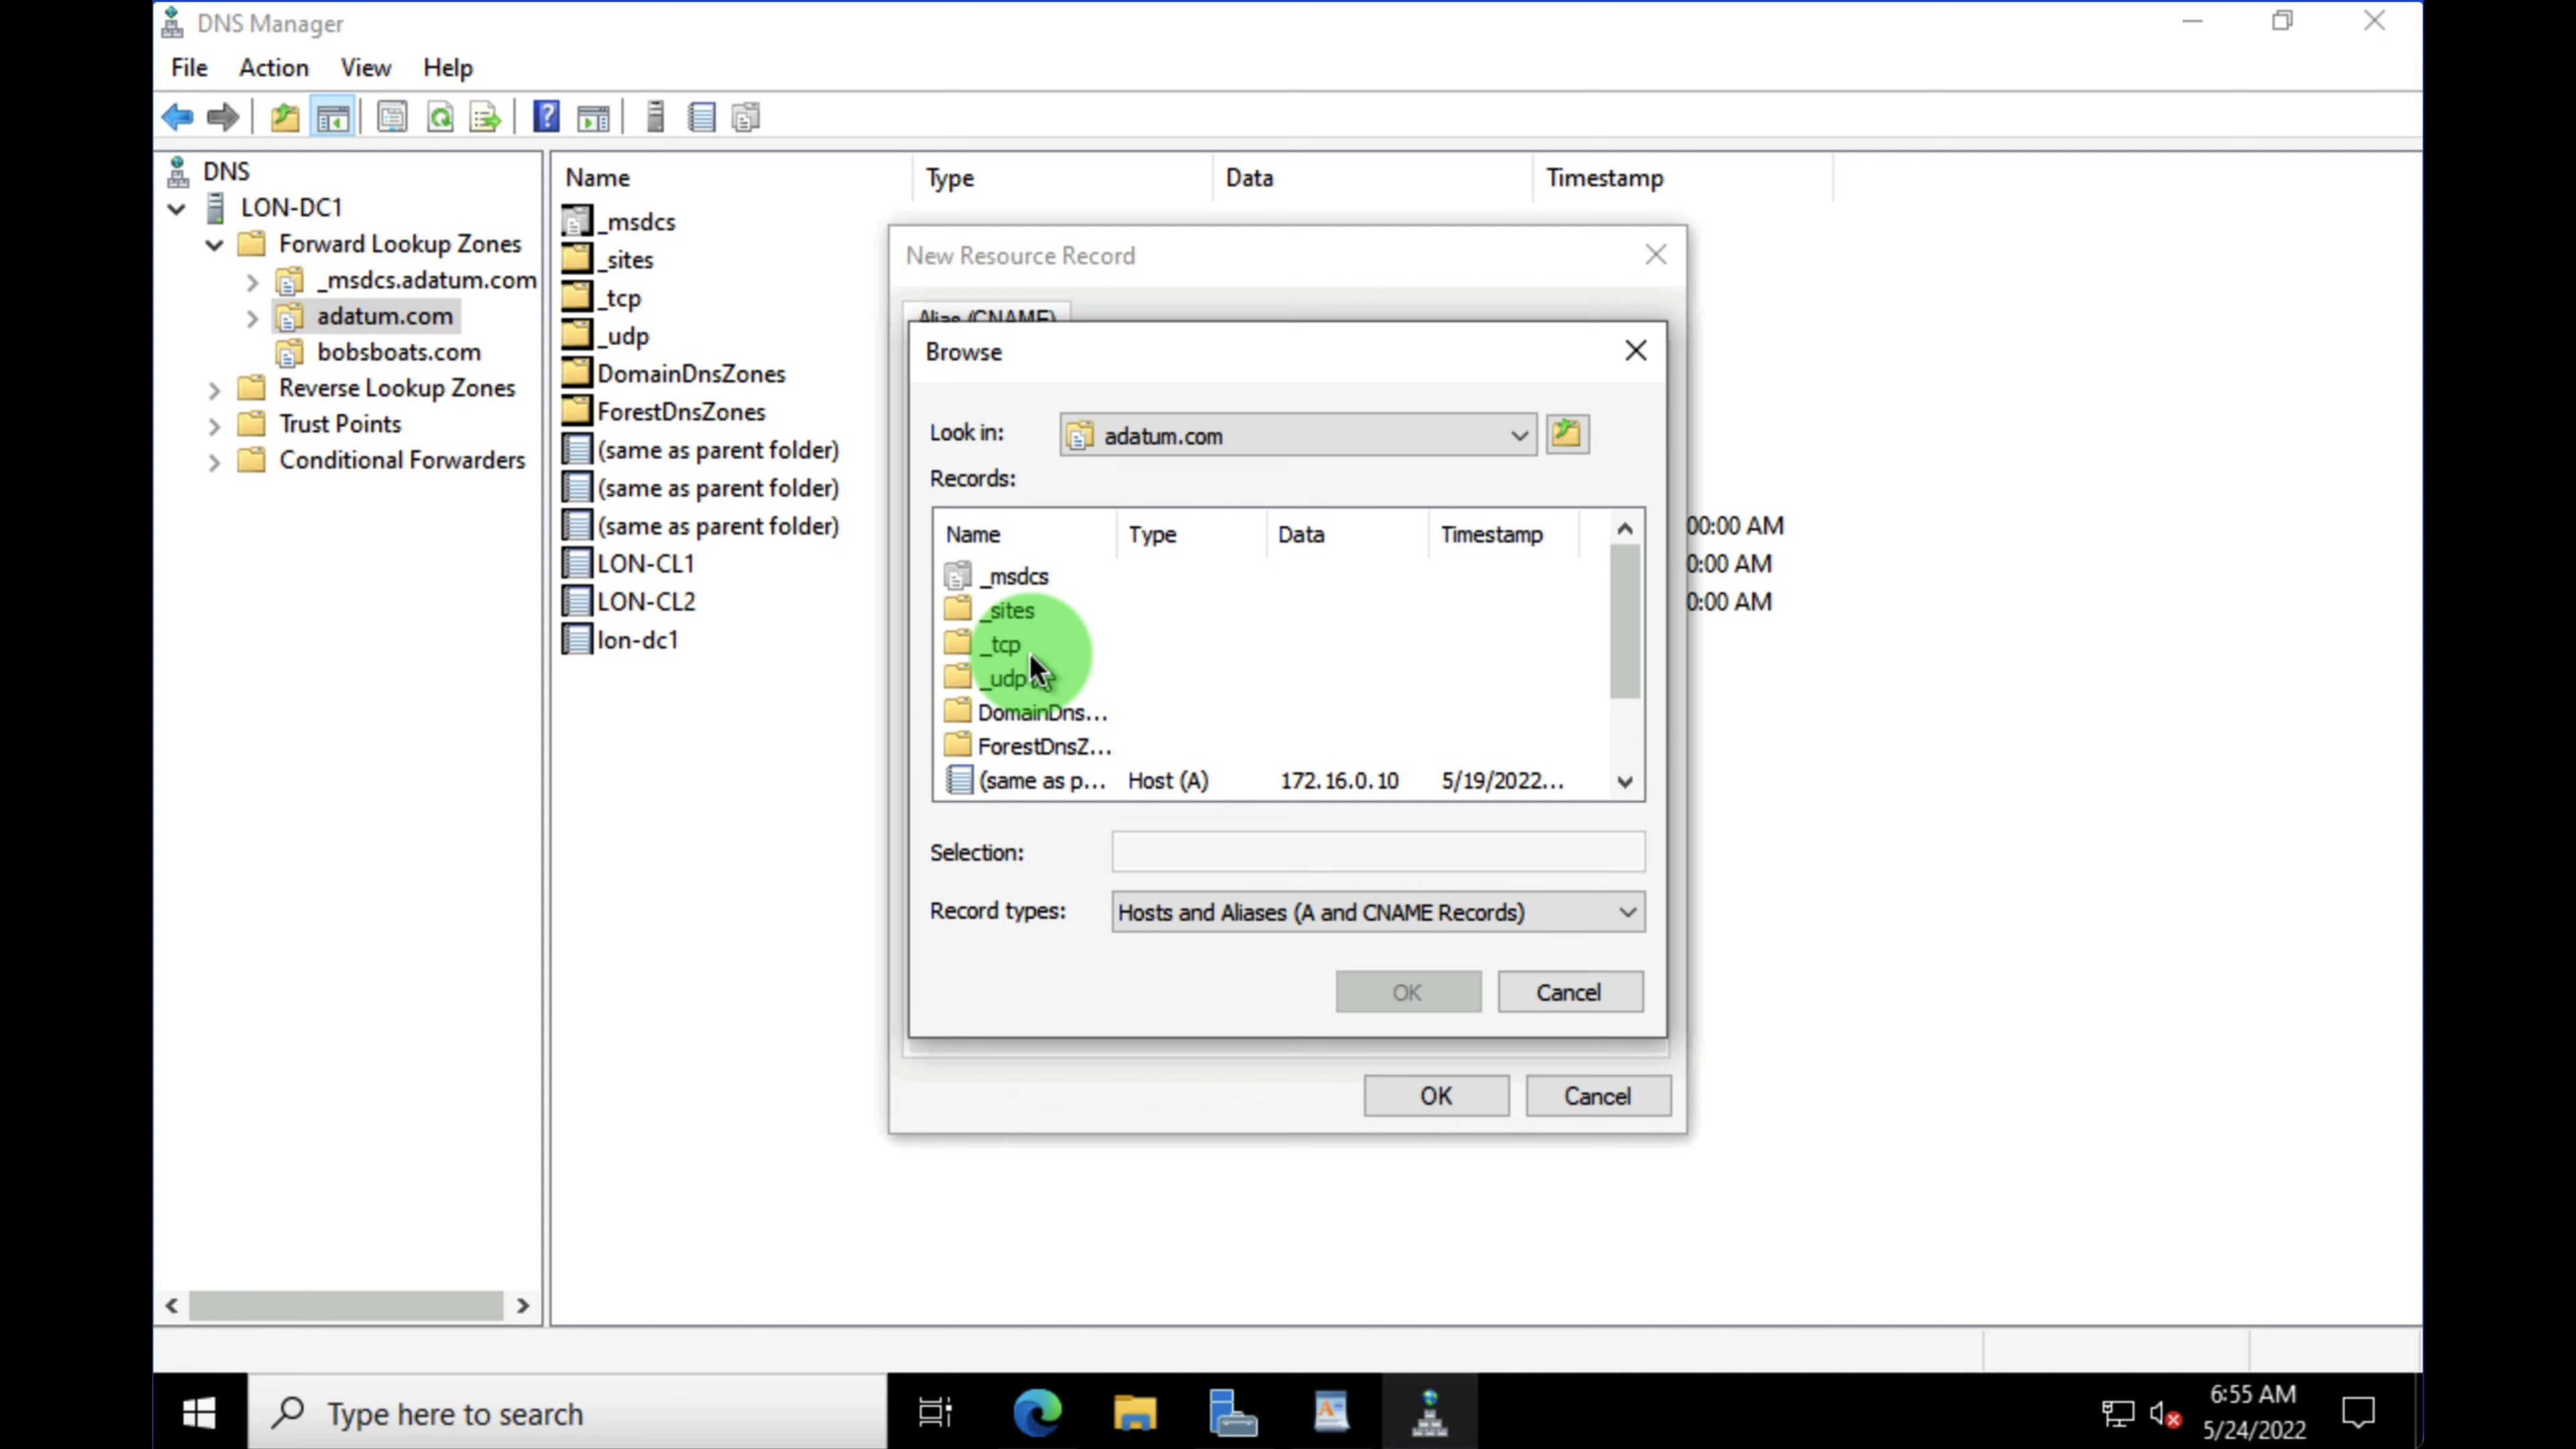 DNS Manager
File Action View Help
DNS
LON-DC1
Forward Lookup Zones
_msdcs.adatum.com
adatum.com
bobsboats.com
Reverse Lookup Zones
Trust Points
Conditional Forwarders
Name Type Data Timestamp
_msdcs
_sites
_tcp
_udp
DomainDnsZones
ForestDnsZones
(same as parent folder)
(same as parent folder)
(same as parent folder) 00:00 AM
LON-CL1 0:00 AM
LON-CL2 0:00 AM
lon-dc1
New Resource Record
Alias (CNAME)
Browse
Look in: adatum.com
Records:
Name Type Data Timestamp
_msdcs
_sites
_tcp
_udp
DomainDns...
ForestDnsZ...
(same as p... Host (A) 172.16.0.10 5/19/2022...
Selection:
Record types: Hosts and Aliases (A and CNAME Records)
OK Cancel
OK Cancel
Type here to search
6:55 AM
5/24/2022